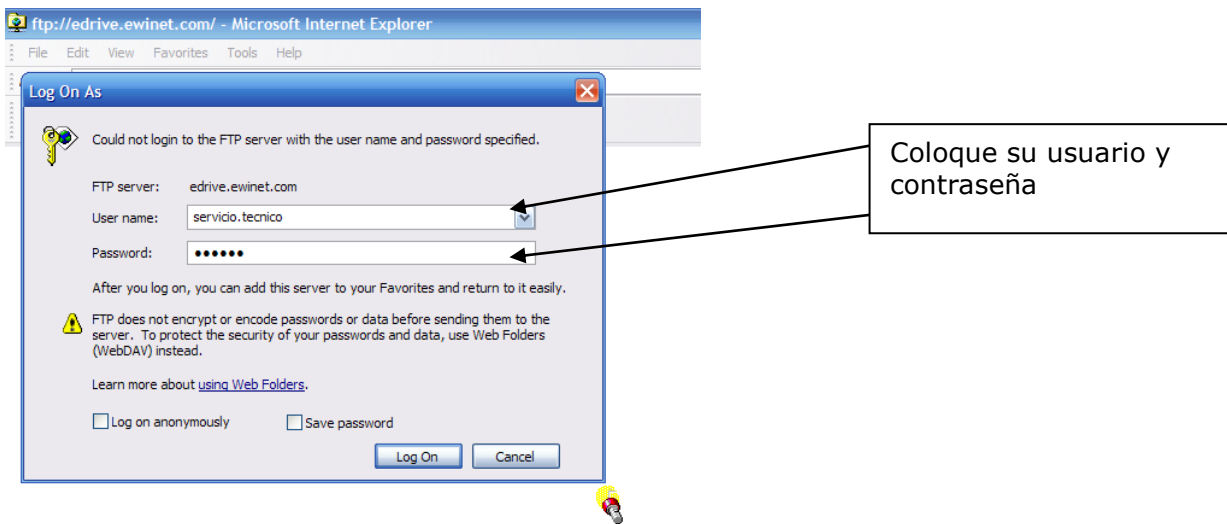 ftp://edrive.ewinet.com/ - Microsoft Internet Explorer
File Edit View Favorites Tools Help
Log On As
Could not login to the FTP server with the user name and password specified.
FTP server: edrive.ewinet.com
User name: servicio.tecnico
Password: ●●●●●●
After you log on, you can add this server to your Favorites and return to it easily.
FTP does not encrypt or encode passwords or data before sending them to the
server. To protect the security of your passwords and data, use Web Folders
(WebDAV) instead.
Learn more about using Web Folders.
Log on anonymously Save password
Log On Cancel
Coloque su usuario y
contraseña